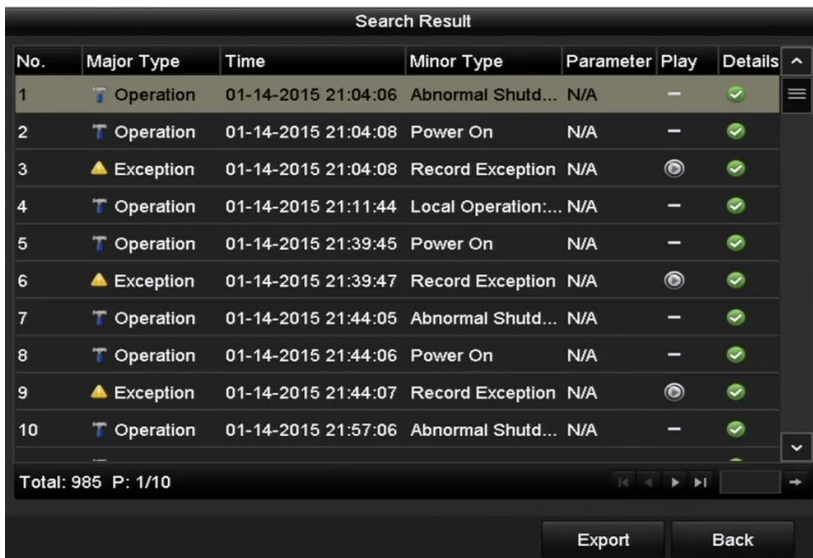 Search Result
No. Major Type Time Minor Type Parameter Play Details
1 Operation 01-14-2015 21:04:06 Abnormal Shutd... N/A –
2 Operation 01-14-2015 21:04:08 Power On N/A –
3 Exception 01-14-2015 21:04:08 Record Exception N/A
4 Operation 01-14-2015 21:11:44 Local Operation:... N/A –
5 Operation 01-14-2015 21:39:45 Power On N/A –
6 Exception 01-14-2015 21:39:47 Record Exception N/A
7 Operation 01-14-2015 21:44:05 Abnormal Shutd... N/A –
8 Operation 01-14-2015 21:44:06 Power On N/A –
9 Exception 01-14-2015 21:44:07 Record Exception N/A
10 Operation 01-14-2015 21:57:06 Abnormal Shutd... N/A –
Total: 985 P: 1/10
Export Back